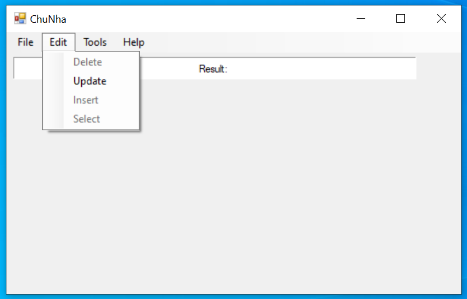 ChuNha
File Edit Tools Help
Result:
Delete
Update
Insert
Select